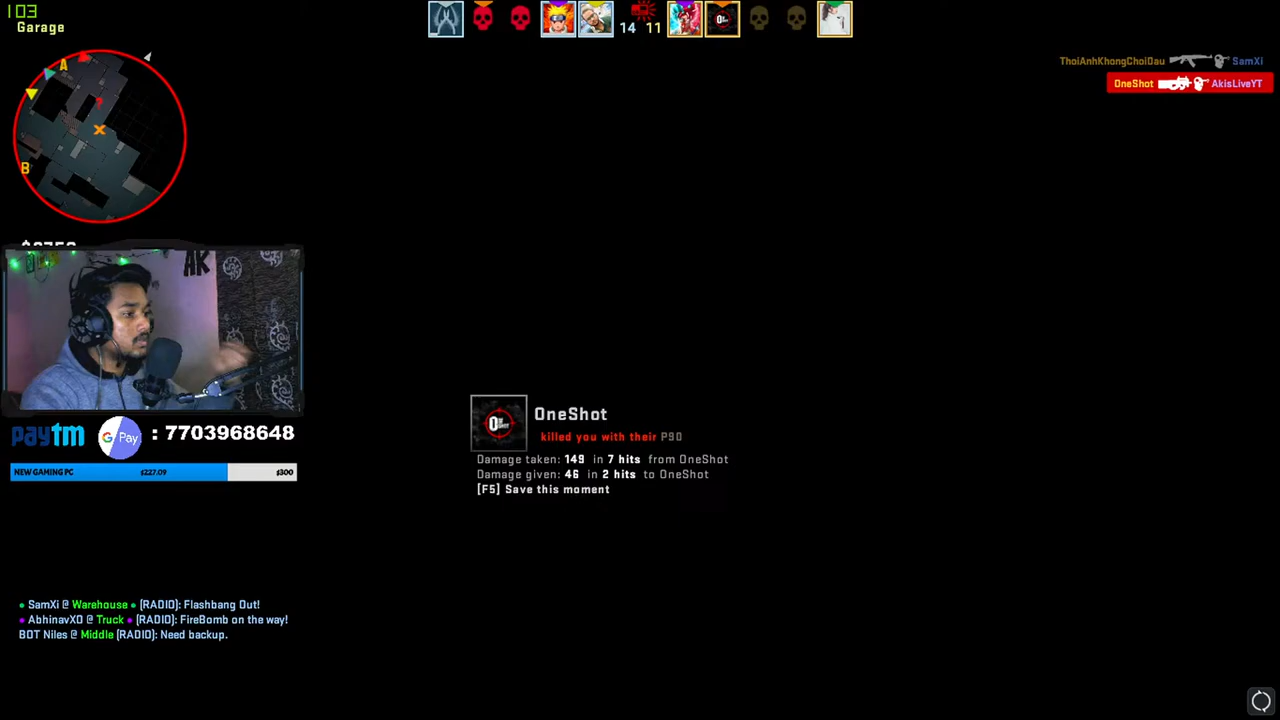 103
Garage
14 11
A
?
B
ThoiAnhKhongChoiDau SamXi
OneShot AkisLiveYT
AK
paytm G Pay : 7703968648
NEW GAMING PC $227.09 $300
OneShot
killed you with their P90
Damage taken: 149 in 7 hits from OneShot
Damage given: 46 in 2 hits to OneShot
[F5] Save this moment
● SamXi @ Warehouse ● (RADIO): Flashbang Out!
● AbhinavXD @ Truck ● (RADIO): FireBomb on the way!
BOT Niles @ Middle (RADIO): Need backup.